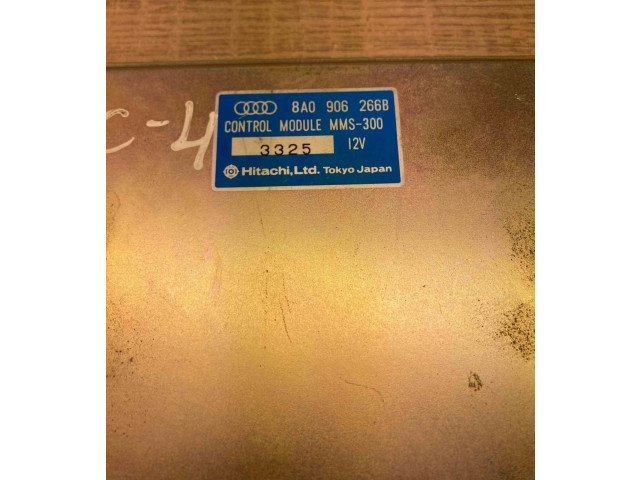 8A0 906 266B
CONTROL MODULE MMS-300
3325 12V
Hitachi, Ltd. Tokyo Japan
C-4